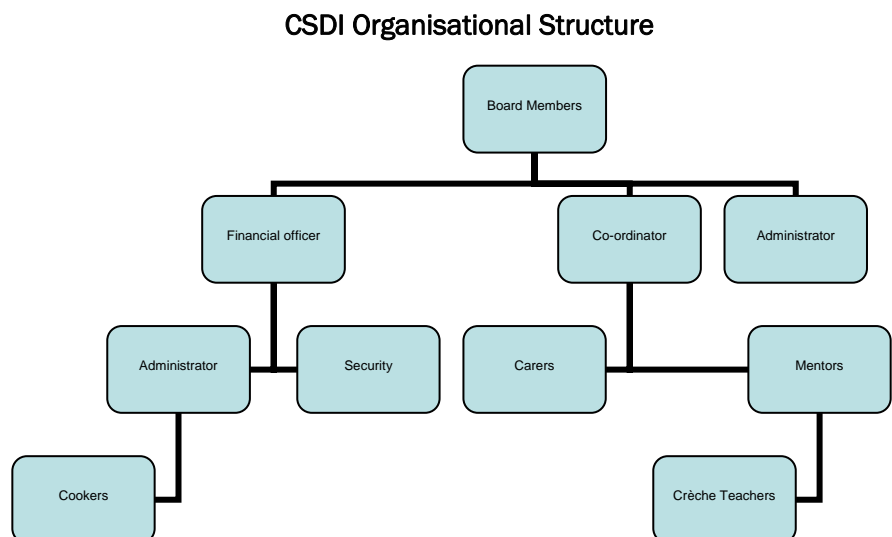 CSDI Organisational Structure
Board Members
Financial officer
Co-ordinator
Administrator
Administrator
Security
Carers
Mentors
Cookers
Crèche Teachers